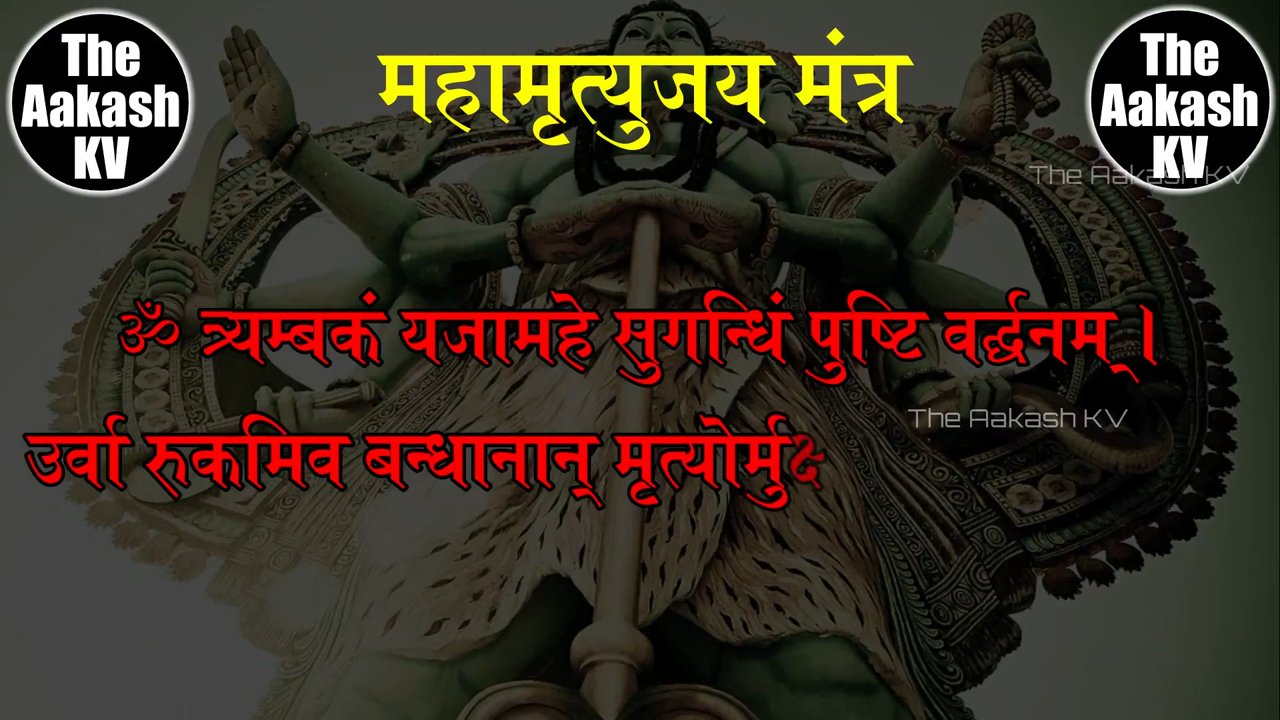 The
Aakash
KV
महामृत्युजय मंत्र
The
Aakash
KV
The Aakash KV
ॐ त्र्यम्बकं यजामहे सुगन्धिं पुष्टि वर्द्धनम् ।
The Aakash KV
उर्वा रुकमिव बन्धानान्